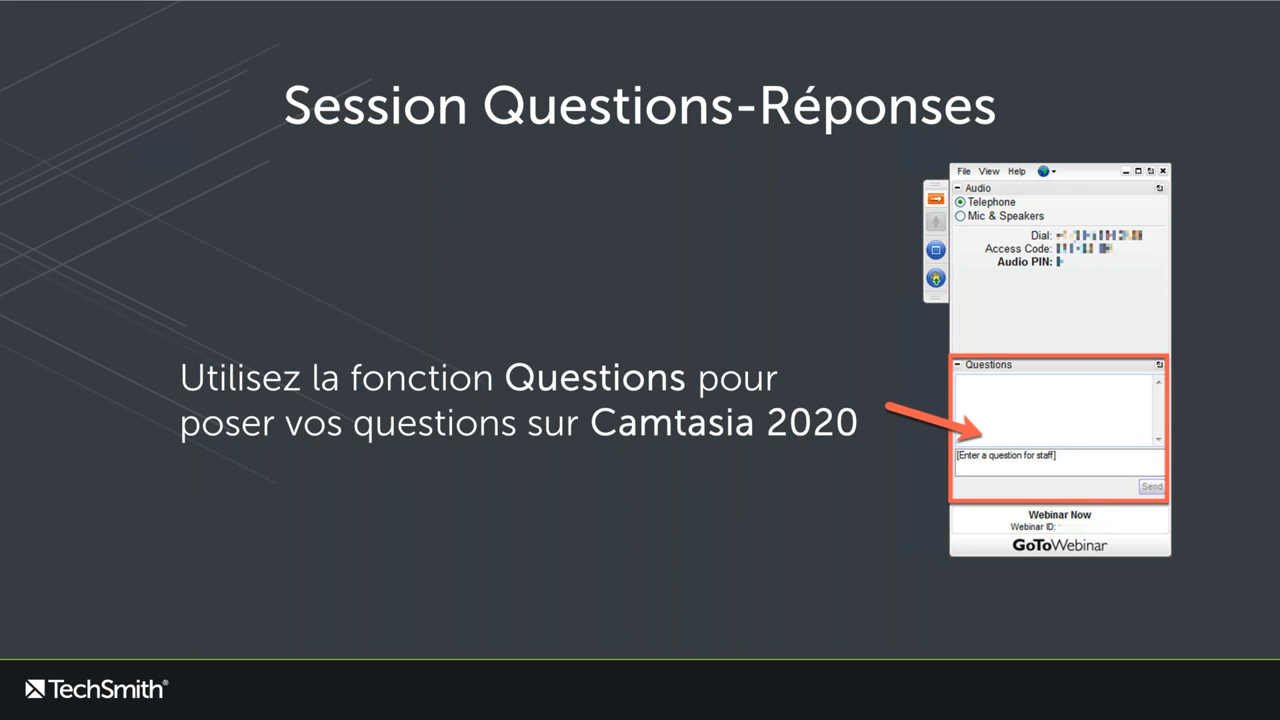 Session Questions-Réponses
Utilisez la fonction Questions pour
poser vos questions sur Camtasia 2020
File View Help
Audio
Telephone
Mic & Speakers
Dial:
Access Code:
Audio PIN:
Questions
[Enter a question for staff]
Send
Webinar Now
Webinar ID:
GoToWebinar
TechSmith®